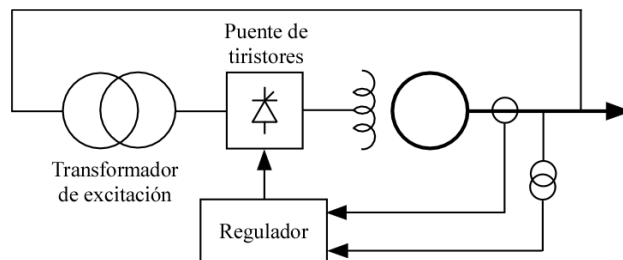 Puente de
tiristores
Transformador
de excitación
Regulador